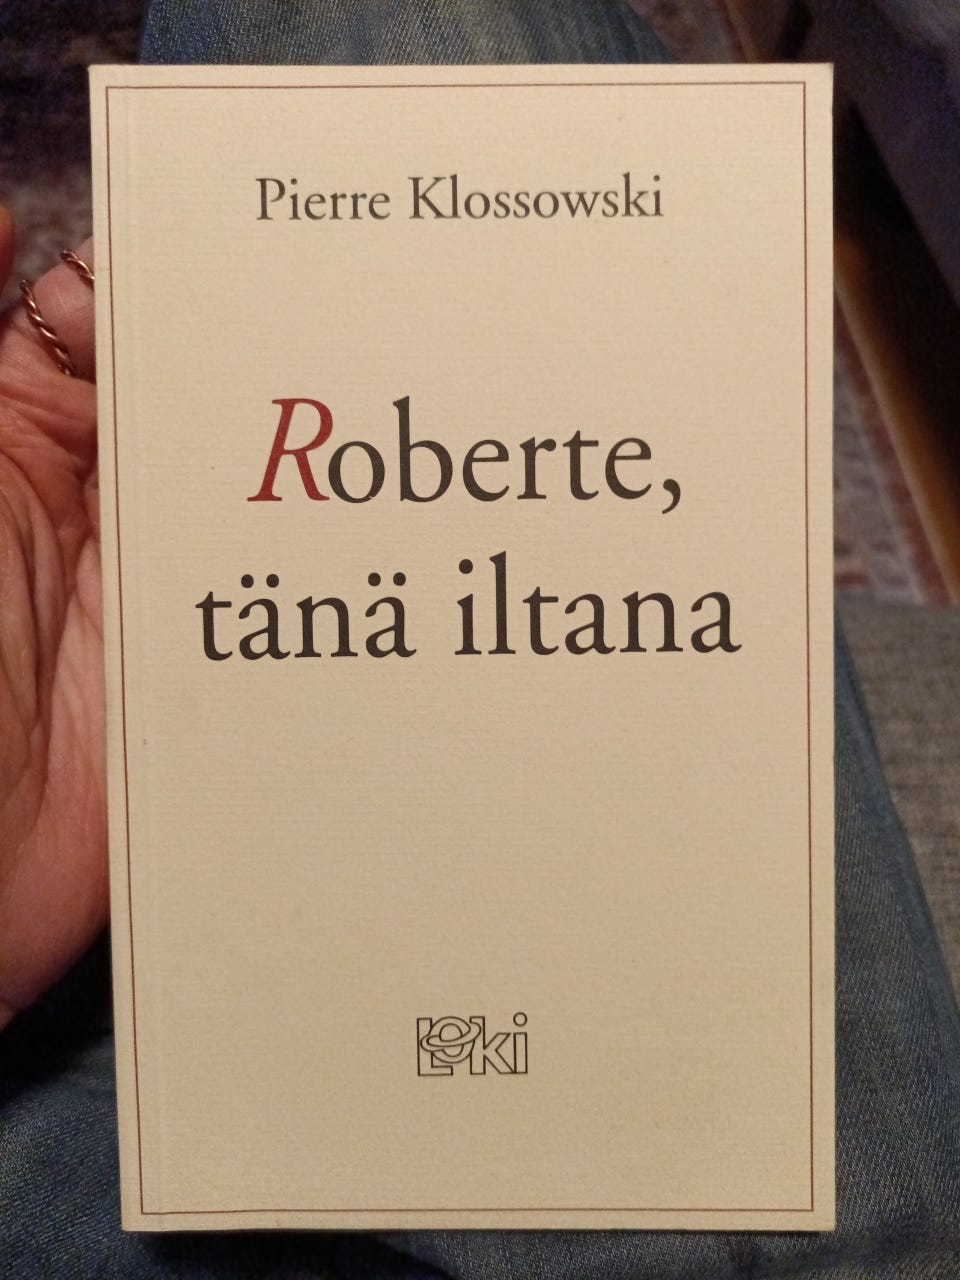 Pierre Klossowski
Roberte,
tänä iltana
Loki